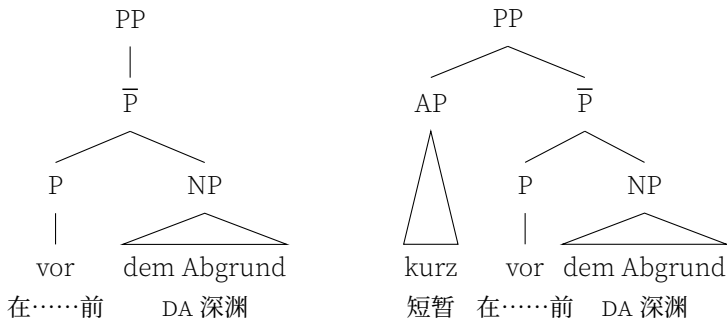 PP PP
P̅ AP P̅
P NP P NP
vor dem Abgrund kurz vor dem Abgrund
在……前 DA 深渊 短暂 在……前 DA 深渊